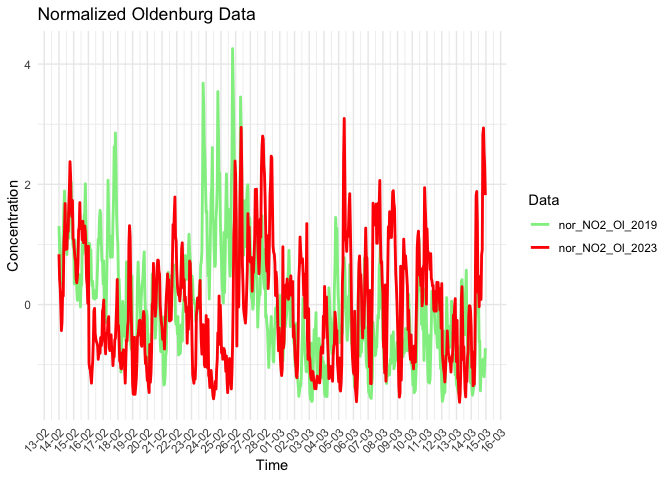 Normalized Oldenburg Data
Concentration
4
2
0
13-02 14-02 15-02 16-02 17-02 18-02 19-02 20-02 21-02 22-02 23-02 24-02 25-02 26-02 27-02 28-02 01-03 02-03 03-03 04-03 05-03 06-03 07-03 08-03 09-03 10-03 11-03 12-03 13-03 14-03 15-03 16-03
Time
Data
nor_NO2_Ol_2019
nor_NO2_Ol_2023